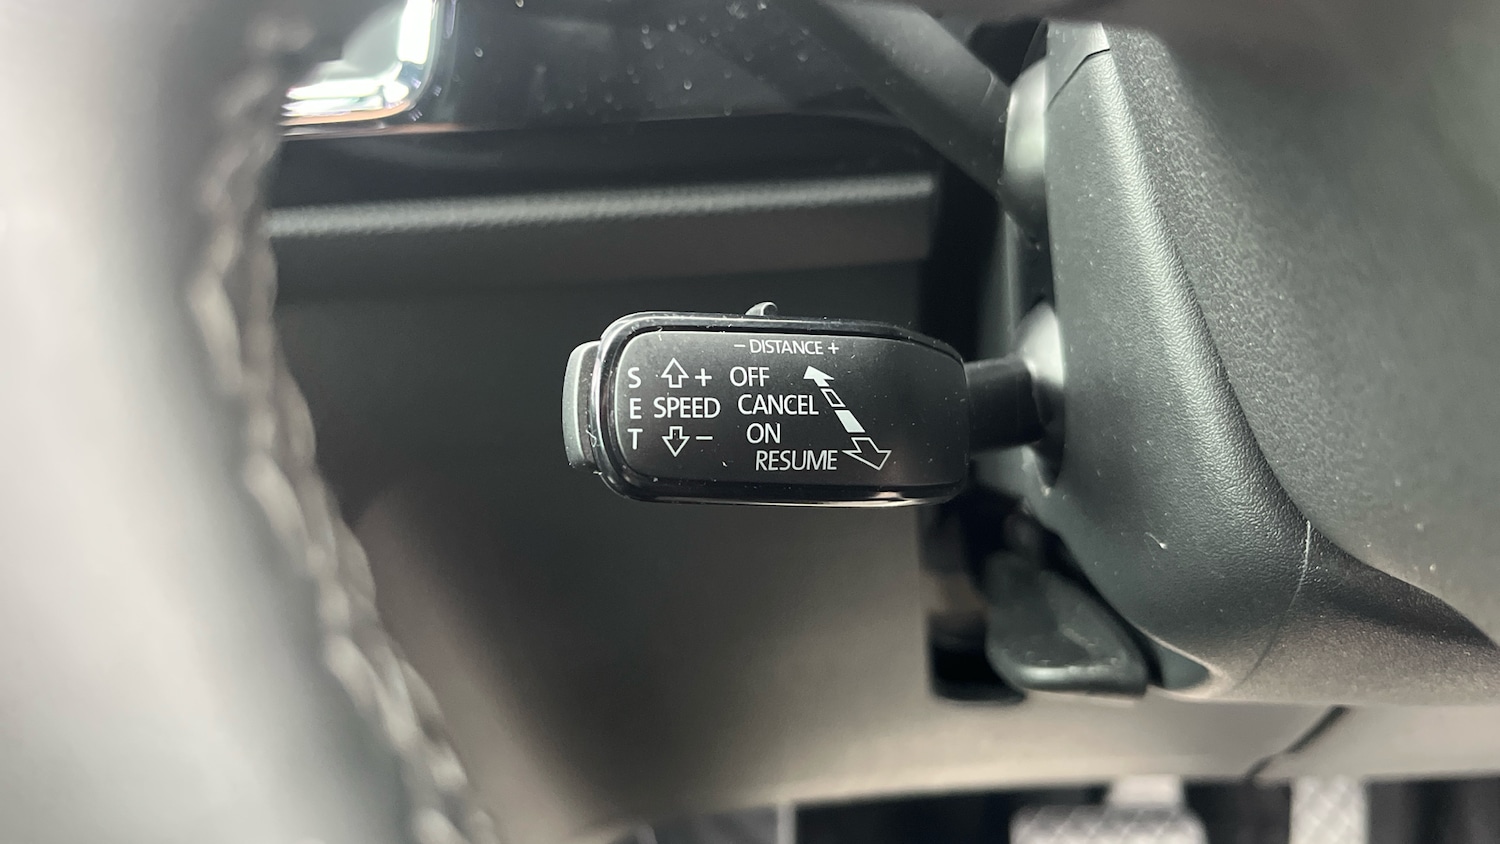 − DISTANCE +
S + OFF
E SPEED CANCEL
T − ON
RESUME